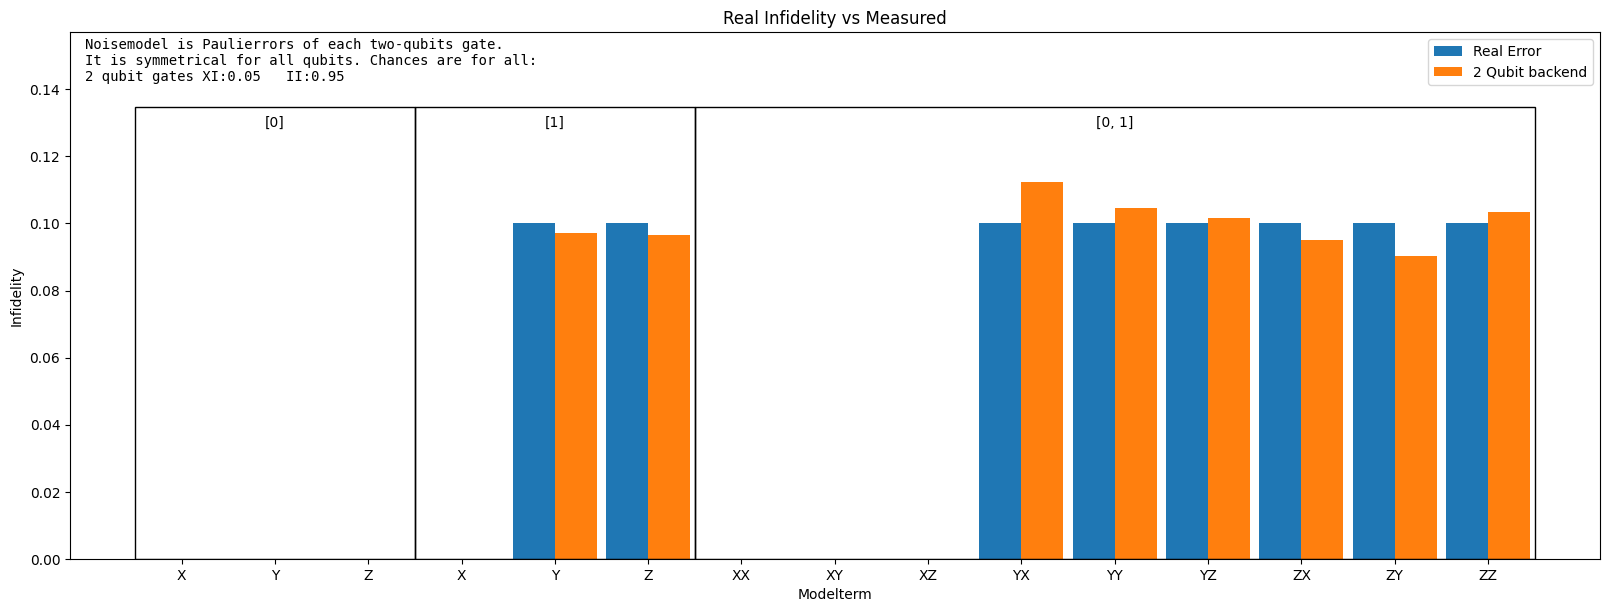 Real Infidelity vs Measured
Noisemodel is Paulierrors of each two-qubits gate.
It is symmetrical for all qubits. Chances are for all:
2 qubit gates XI:0.05   II:0.95
Real Error
2 Qubit backend
[0]
[1]
[0, 1]
Infidelity
0.14
0.12
0.10
0.08
0.06
0.04
0.02
0.00
X Y Z X Y Z XX XY XZ YX YY YZ ZX ZY ZZ
Modelterm